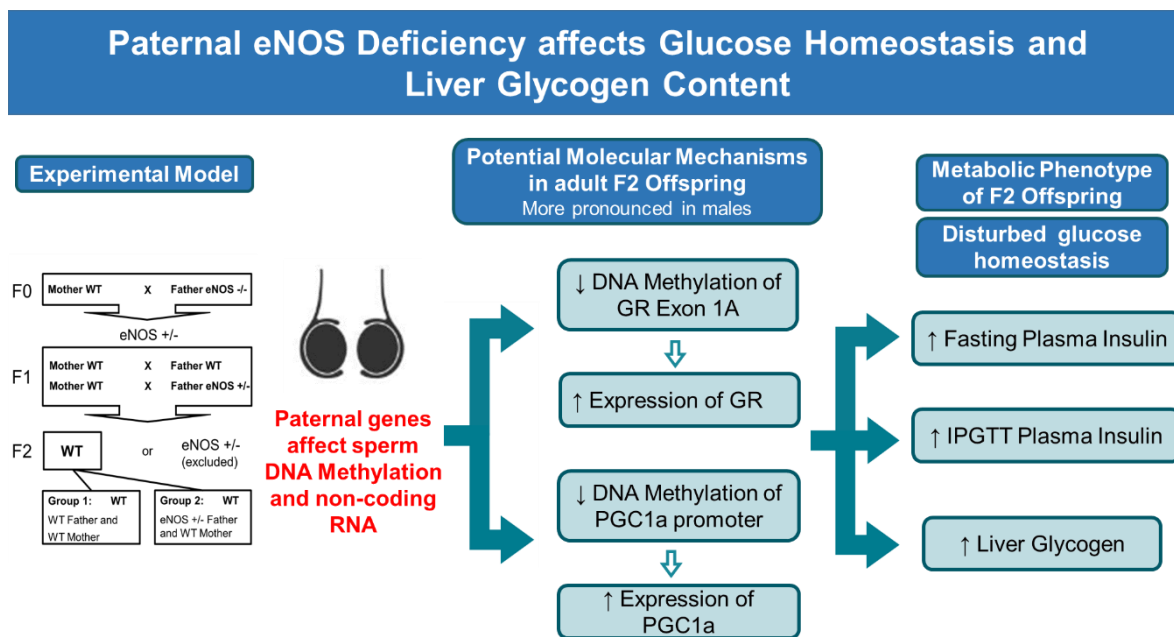 Paternal eNOS Deficiency affects Glucose Homeostasis and
Liver Glycogen Content
Experimental Model
F0
Mother WT X Father eNOS -/-
eNOS +/-
F1
Mother WT X Father WT
Mother WT X Father eNOS +/-
F2
WT or eNOS +/-
(excluded)
Group 1: WT
WT Father and
WT Mother
Group 2: WT
eNOS +/- Father
and WT Mother
Paternal genes
affect sperm
DNA Methylation
and non-coding
RNA
Potential Molecular Mechanisms
in adult F2 Offspring
More pronounced in males
↓ DNA Methylation of
GR Exon 1A
↑ Expression of GR
↓ DNA Methylation of
PGC1a promoter
↑ Expression of
PGC1a
Metabolic Phenotype
of F2 Offspring
Disturbed glucose
homeostasis
↑ Fasting Plasma Insulin
↑ IPGTT Plasma Insulin
↑ Liver Glycogen